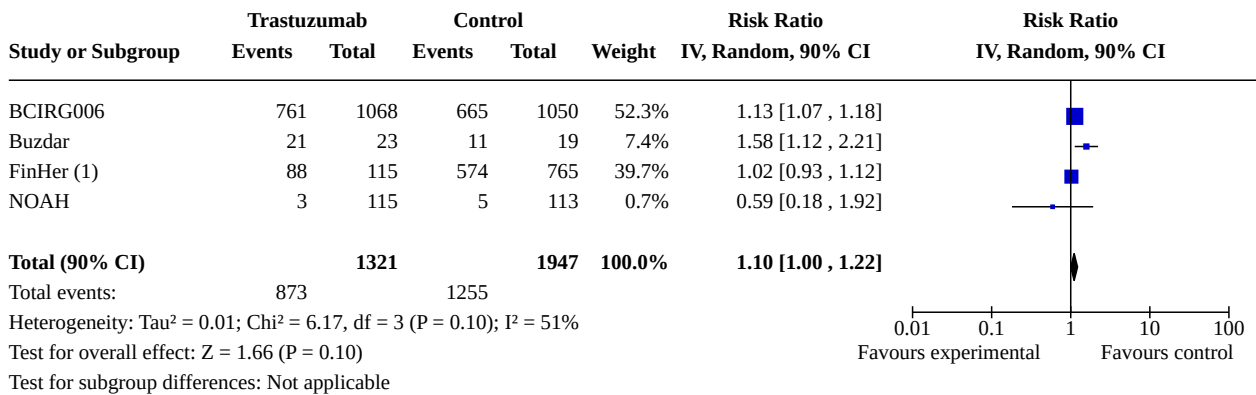 Trastuzumab Control Risk Ratio Risk Ratio
Study or Subgroup Events Total Events Total Weight IV, Random, 90% CI IV, Random, 90% CI
BCIRG006 761 1068 665 1050 52.3% 1.13 [1.07 , 1.18]
Buzdar 21 23 11 19 7.4% 1.58 [1.12 , 2.21]
FinHer (1) 88 115 574 765 39.7% 1.02 [0.93 , 1.12]
NOAH 3 115 5 113 0.7% 0.59 [0.18 , 1.92]
Total (90% CI) 1321 1947 100.0% 1.10 [1.00 , 1.22]
Total events: 873 1255
Heterogeneity: Tau² = 0.01; Chi² = 6.17, df = 3 (P = 0.10); I² = 51%
0.01 0.1 1 10 100
Test for overall effect: Z = 1.66 (P = 0.10) Favours experimental Favours control
Test for subgroup differences: Not applicable